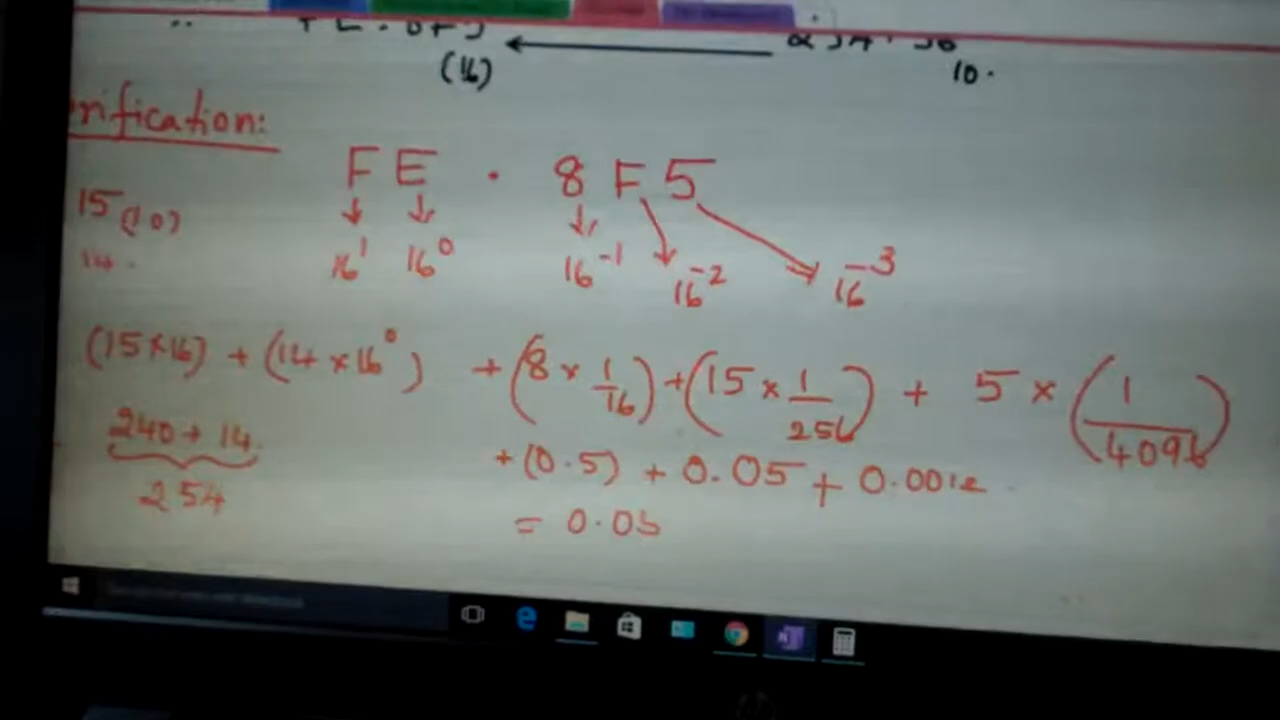 (16)
10.
rification:
FE . 8F5
15(10)
14.
16¹ 16⁰ 16⁻¹ 16⁻² 16⁻³
(15×16) + (14×16⁰) + (8 × 1/16) + (15 × 1/256) + 5 × (1/4096)
240 + 14 + (0.5) + 0.05 + 0.0012
254 = 0.05